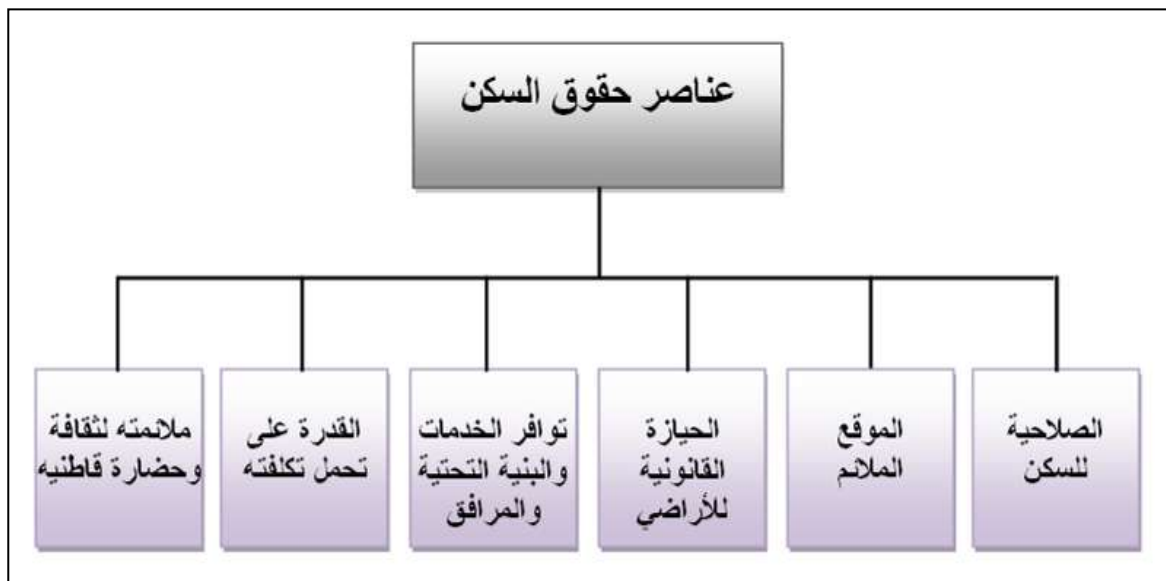 عناصر حقوق السكن
الصلاحية
للسكن
الموقع
الملائم
الحيازة
القانونية
للأراضي
توافر الخدمات
والبنية التحتية
والمرافق
القدرة على
تحمل تكلفته
ملائمته لثقافة
وحضارة قاطنيه